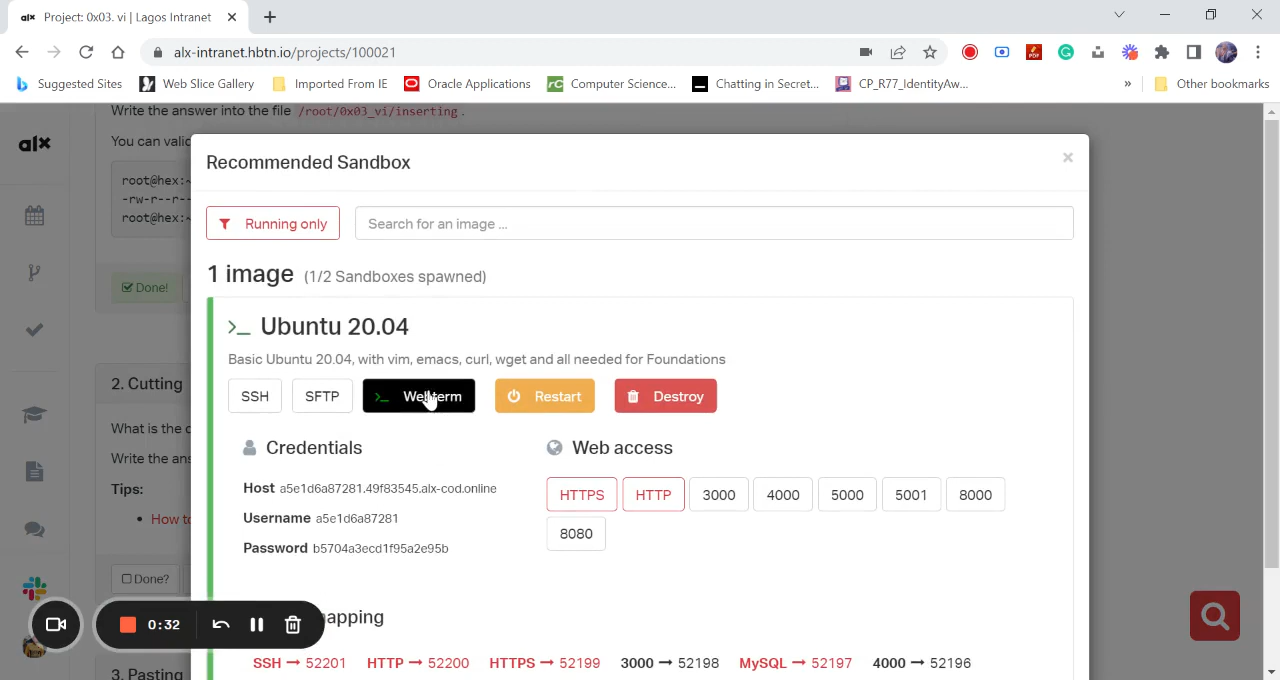 alx Project: 0x03. vi | Lagos Intranet
alx-intranet.hbtn.io/projects/100021
PDF
Suggested Sites Web Slice Gallery Imported From IE Oracle Applications rC Computer Science... Chatting in Secret... CP_R77_IdentityAw... » Other bookmarks
Write the answer into the file /root/0x03_vi/inserting.
alx
You can valid
Recommended Sandbox ×
root@hex:~
-rw-r--r--
root@hex:~
Running only Search for an image ...
1 image (1/2 Sandboxes spawned)
Done!
>_ Ubuntu 20.04
Basic Ubuntu 20.04, with vim, emacs, curl, wget and all needed for Foundations
2. Cutting
SSH SFTP >_ Webterm Restart Destroy
What is the c
Credentials Web access
Write the ans
Host a5e1d6a87281.49f83545.alx-cod.online HTTPS HTTP 3000 4000 5000 5001 8000
Tips:
How to
Username a5e1d6a87281
8080
Password b5704a3ecd1f95a2e95b
Done?
0:32
apping
SSH → 52201 HTTP → 52200 HTTPS → 52199 3000 → 52198 MySQL → 52197 4000 → 52196
3. Pasting